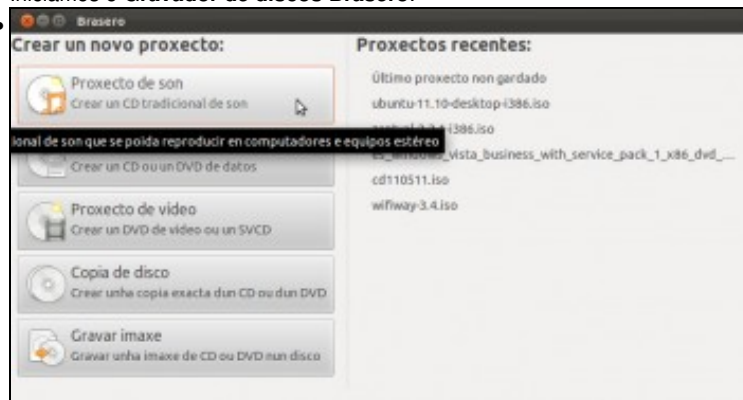 Iniciamos o Gravador de discos Brasero.
Brasero
Crear un novo proxecto:
Proxecto de son
Crear un CD tradicional de son
ional de son que se poida reproducir en computadores e equipos estéreo
Crear un CD ou un DVD de datos
Proxecto de vídeo
Crear un DVD de vídeo ou un SVCD
Copia de disco
Crear unha copia exacta dun CD ou dun DVD
Gravar imaxe
Gravar unha imaxe de CD ou DVD nun disco
Proxectos recentes:
Último proxecto non gardado
ubuntu-11.10-desktop-i386.iso
i386.iso
es_windows_vista_business_with_service_pack_1_x86_dvd_...
cd110511.iso
wifiway-3.4.iso